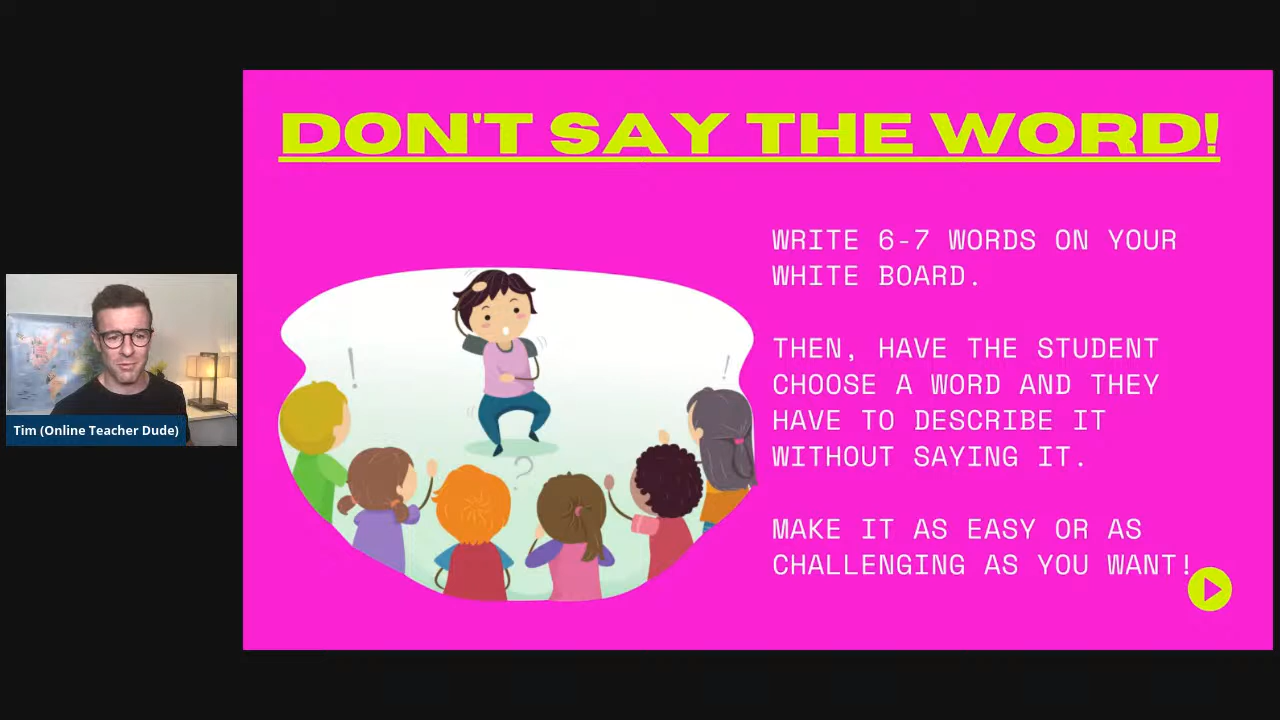 DON'T SAY THE WORD!
WRITE 6-7 WORDS ON YOUR
WHITE BOARD.
THEN, HAVE THE STUDENT
CHOOSE A WORD AND THEY
HAVE TO DESCRIBE IT
WITHOUT SAYING IT.
MAKE IT AS EASY OR AS
CHALLENGING AS YOU WANT!
Tim (Online Teacher Dude)